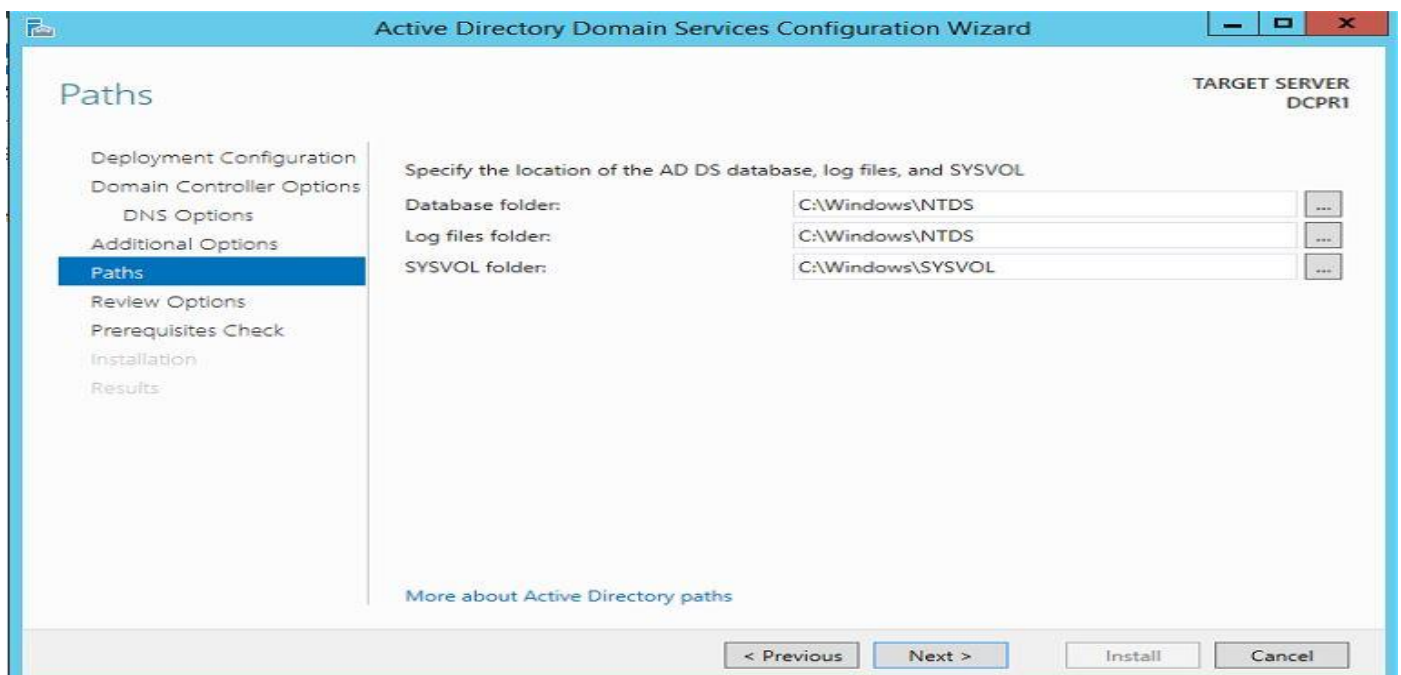 Active Directory Domain Services Configuration Wizard
Paths
TARGET SERVER
DCPR1
Deployment Configuration
Domain Controller Options
DNS Options
Additional Options
Paths
Review Options
Prerequisites Check
Installation
Results
Specify the location of the AD DS database, log files, and SYSVOL
Database folder: C:\Windows\NTDS ...
Log files folder: C:\Windows\NTDS ...
SYSVOL folder: C:\Windows\SYSVOL ...
More about Active Directory paths
< Previous Next > Install Cancel